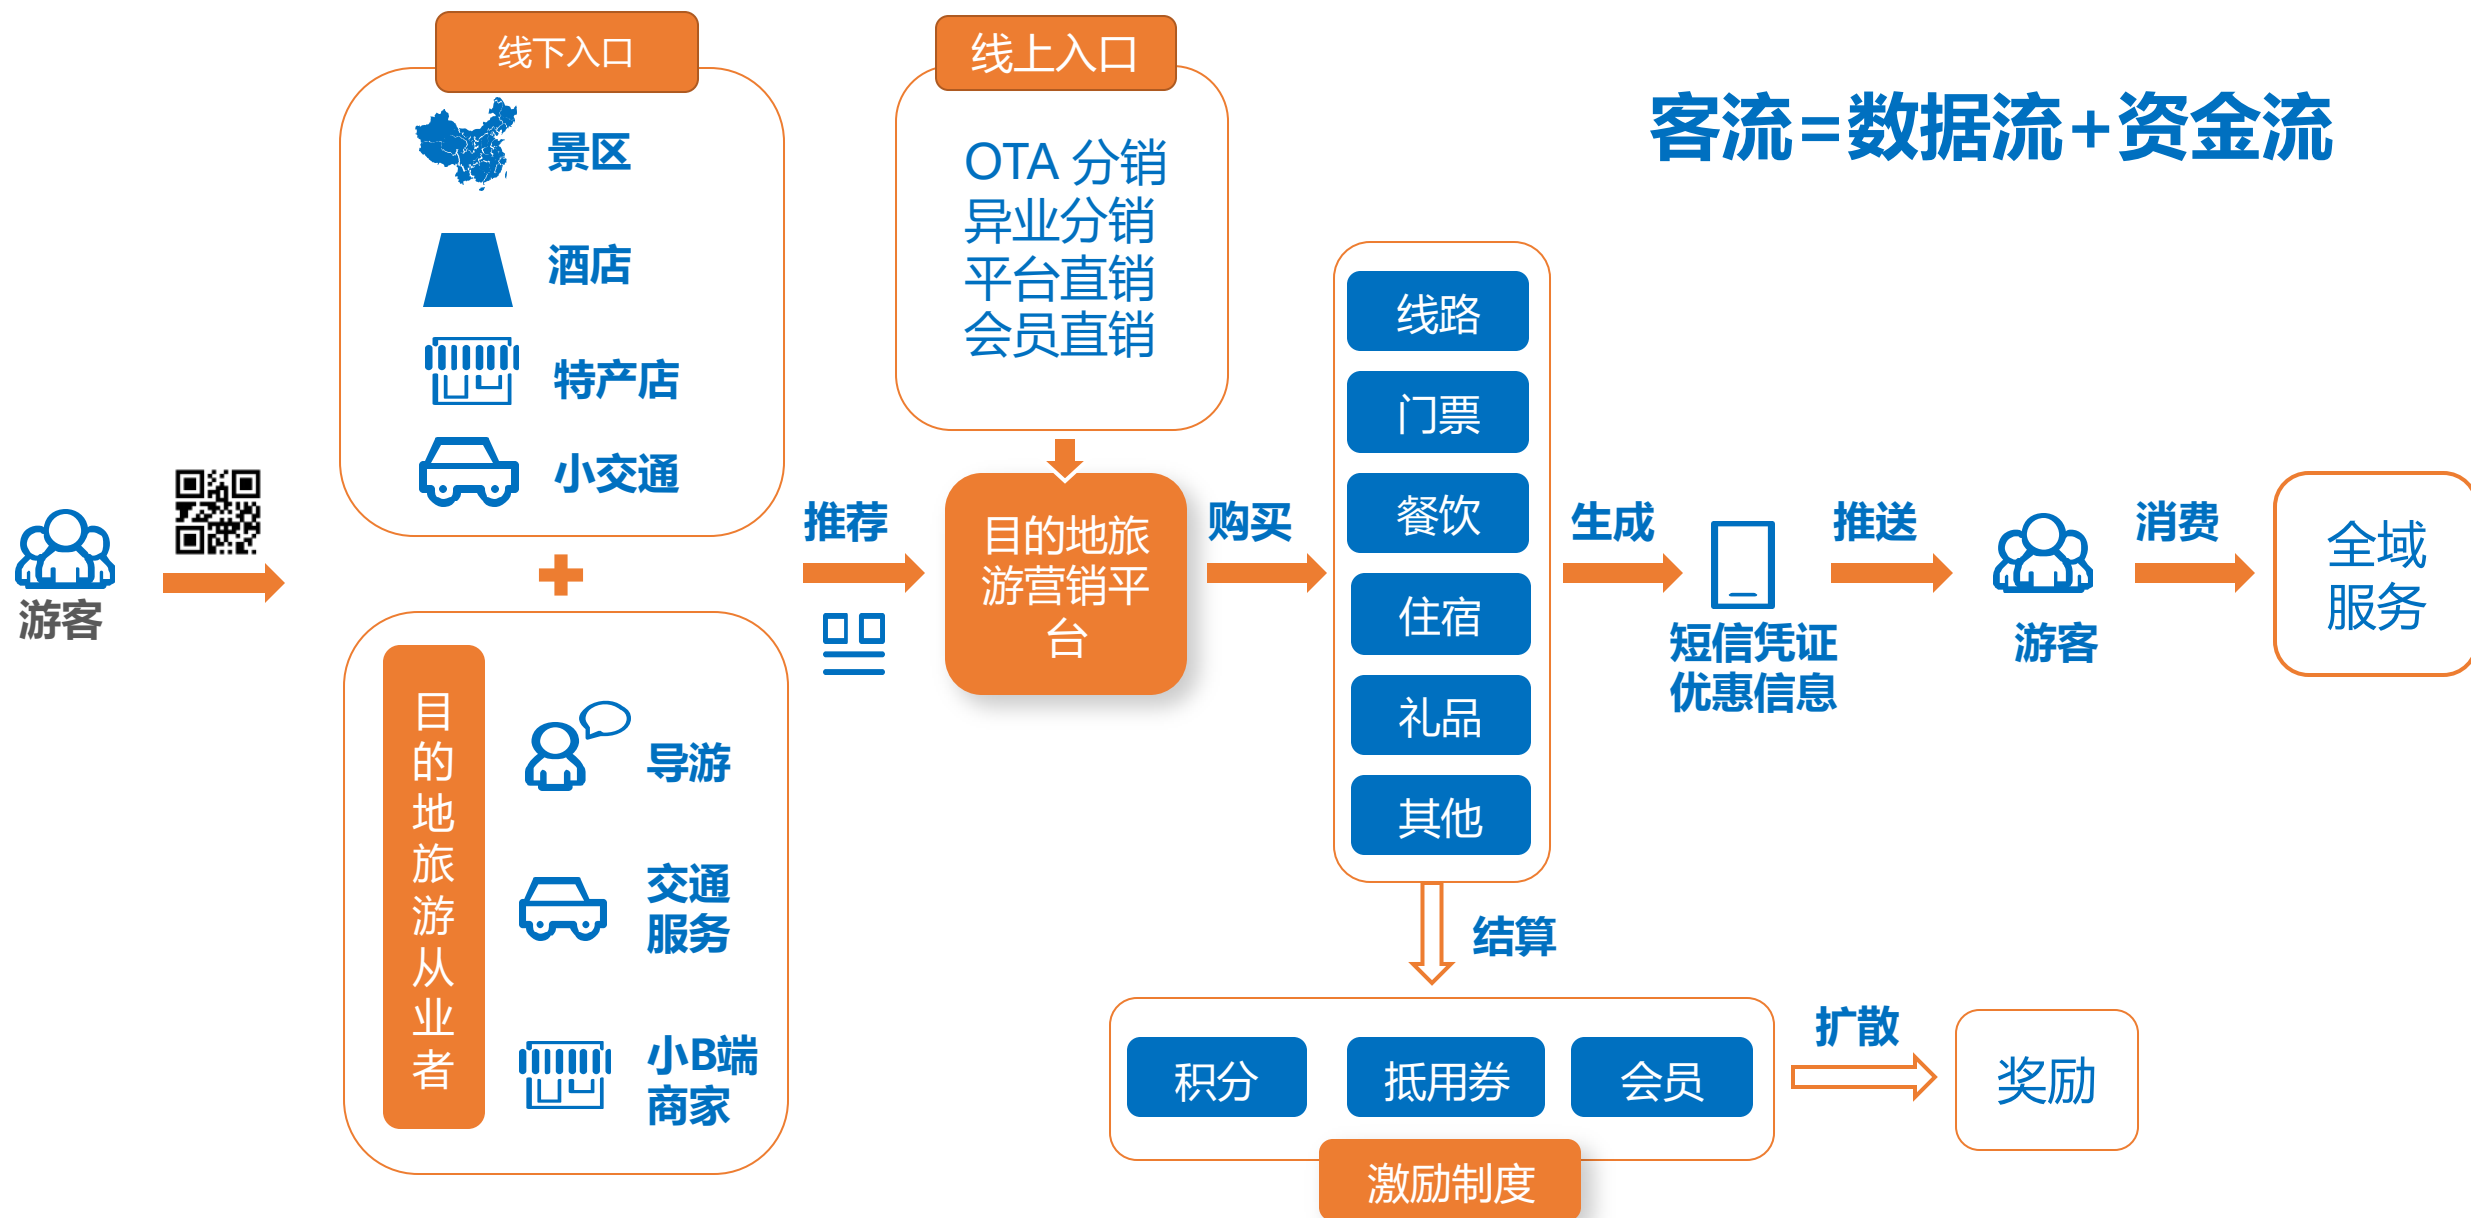 线下入口
景区
酒店
特产店
小交通
线上入口
OTA 分销
异业分销
平台直销
会员直销
客流=数据流+资金流
游客
目的地旅游从业者
导游
交通
服务
小B端
商家
推荐
目的地旅
游营销平
台
购买
线路
门票
餐饮
住宿
礼品
其他
生成
短信凭证
优惠信息
推送
游客
消费
全域
服务
结算
积分
抵用券
会员
激励制度
扩散
奖励